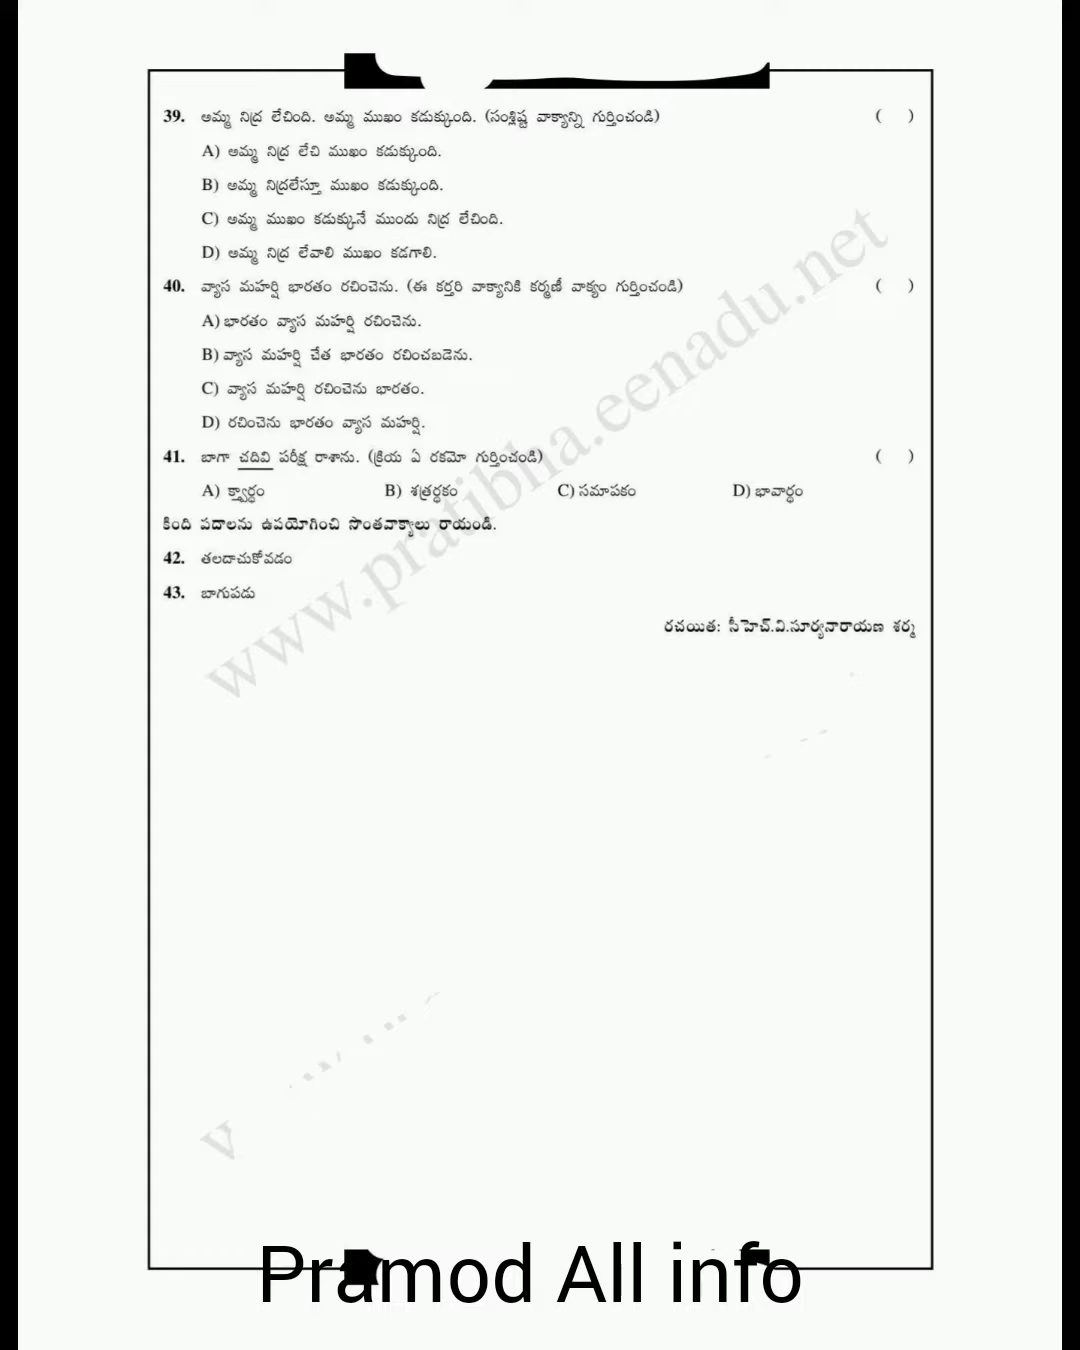 39. అమ్మ నిద్ర లేచింది. అమ్మ ముఖం కడుక్కుంది. (సంశ్లిష్ట వాక్యాన్ని గుర్తించండి) ( )
A) అమ్మ నిద్ర లేచి ముఖం కడుక్కుంది.
B) అమ్మ నిద్రలేస్తూ ముఖం కడుక్కుంది.
C) అమ్మ ముఖం కడుక్కునే ముందు నిద్ర లేచింది.
D) అమ్మ నిద్ర లేవాలి ముఖం కడగాలి.
40. వ్యాస మహర్షి భారతం రచించెను. (ఈ కర్తరి వాక్యానికి కర్మణీ వాక్యం గుర్తించండి) ( )
A) భారతం వ్యాస మహర్షి రచించెను.
B) వ్యాస మహర్షి చేత భారతం రచించబడెను.
C) వ్యాస మహర్షి రచించెను భారతం.
D) రచించెను భారతం వ్యాస మహర్షి.
41. బాగా చదివి పరీక్ష రాశాను. (క్రియ ఏ రకమో గుర్తించండి) ( )
A) క్త్వార్థం B) శత్రర్థకం C) సమాపకం D) భావార్థం
కింది పదాలను ఉపయోగించి సొంతవాక్యాలు రాయండి.
42. తలదాచుకోవడం
43. బాగుపడు
రచయిత: సీహెచ్.వి.సూర్యనారాయణ శర్మ
www.pratibha.eenadu.net
Pramod All info